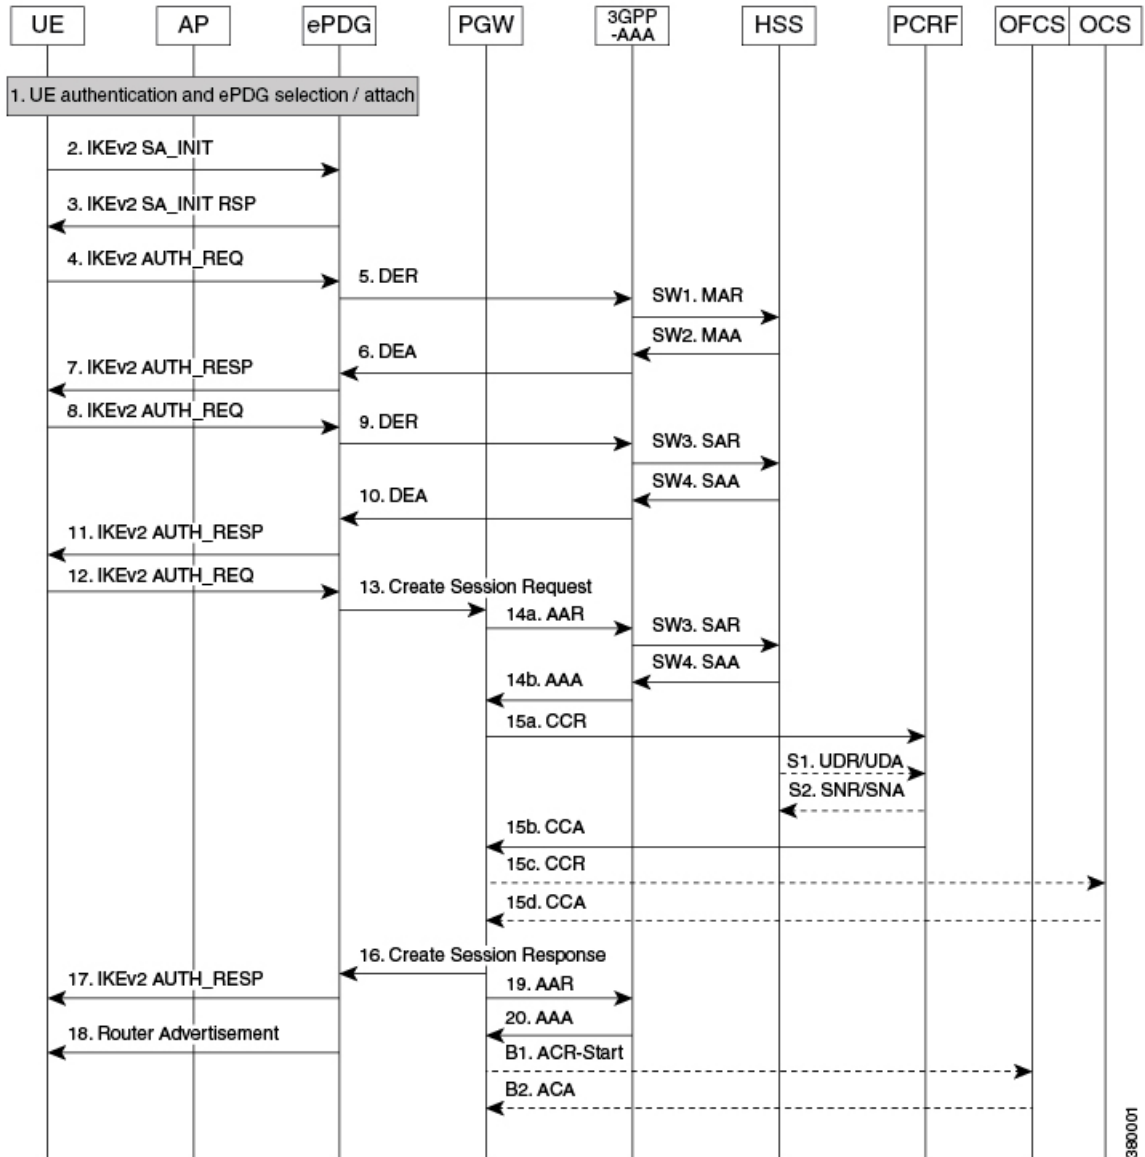 UE AP ePDG PGW 3GPP HSS PCRF OFCS OCS
-AAA
1. UE authentication and ePDG selection / attach
2. IKEv2 SA_INIT
3. IKEv2 SA_INIT RSP
4. IKEv2 AUTH_REQ
5. DER
SW1. MAR
SW2. MAA
6. DEA
7. IKEv2 AUTH_RESP
8. IKEv2 AUTH_REQ
9. DER
SW3. SAR
SW4. SAA
10. DEA
11. IKEv2 AUTH_RESP
12. IKEv2 AUTH_REQ
13. Create Session Request
14a. AAR
SW3. SAR
SW4. SAA
14b. AAA
15a. CCR
S1. UDR/UDA
S2. SNR/SNA
15b. CCA
15c. CCR
15d. CCA
16. Create Session Response
17. IKEv2 AUTH_RESP
19. AAR
20. AAA
18. Router Advertisement
B1. ACR-Start
B2. ACA
380001